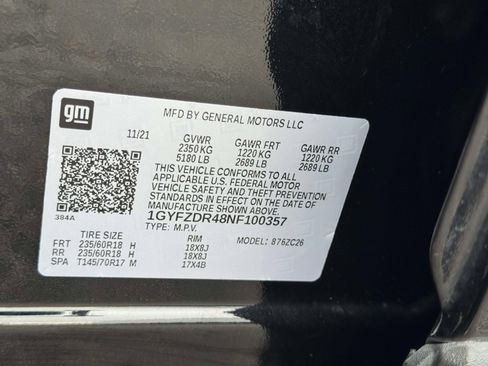 gm
MFD BY GENERAL MOTORS LLC
11/21 GVWR GAWR FRT GAWR RR
2350 KG 1220 KG 1220 KG
5180 LB 2689 LB 2689 LB
THIS VEHICLE CONFORMS TO ALL
APPLICABLE U.S. FEDERAL MOTOR
VEHICLE SAFETY AND THEFT PREVENTION
STANDARDS IN EFFECT ON THE DATE OF
MANUFACTURE SHOWN ABOVE.
384A 1GYFZDR48NF100357
TYPE: M.P.V. MODEL: 876ZC26
TIRE SIZE RIM
FRT 235/60R18 H 18X8J
RR 235/60R18 H 18X8J
SPA T145/70R17 M 17X4B